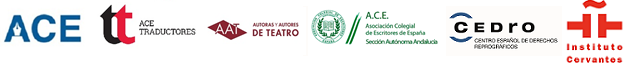 ACE
tt
ACE
TRADUCTORES
AAT
AUTORAS Y AUTORES
DE TEATRO
A.C.E.
Asociación Colegial
de Escritores de España
Sección Autónoma Andalucía
CEDRO
CENTRO ESPAÑOL DE DERECHOS
REPROGRÁFICOS
Instituto
Cervantes